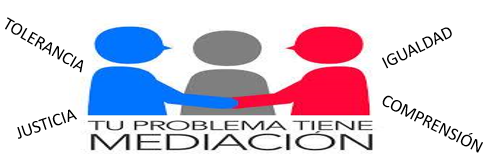 TOLERANCIA
IGUALDAD
JUSTICIA
COMPRENSIÓN
TU PROBLEMA TIENE
MEDIACIÓN